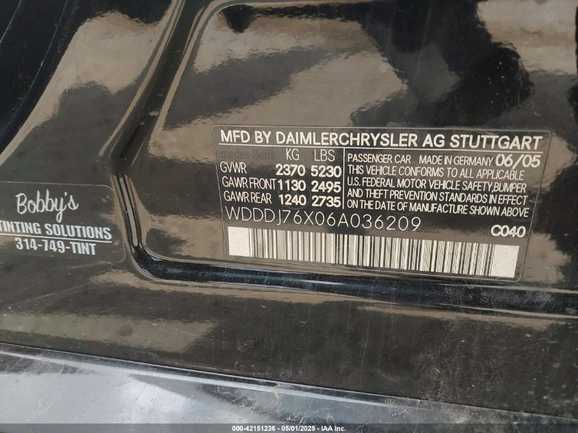 MFD BY DAIMLERCHRYSLER AG STUTTGART
KG LBS
GVWR 2370 5230
GAWR FRONT 1130 2495
GAWR REAR 1240 2735
PASSENGER CAR MADE IN GERMANY 06/05
THIS VEHICLE CONFORMS TO ALL APPLICABLE
U.S. FEDERAL MOTOR VEHICLE SAFETY, BUMPER
AND THEFT PREVENTION STANDARDS IN EFFECT
ON THE DATE OF MANUFACTURE SHOWN ABOVE
WDDDJ76X06A036209
C040
Bobby's
TINTING SOLUTIONS
314-749-TINT
000-42151236 - 05/01/2025 - IAA Inc.